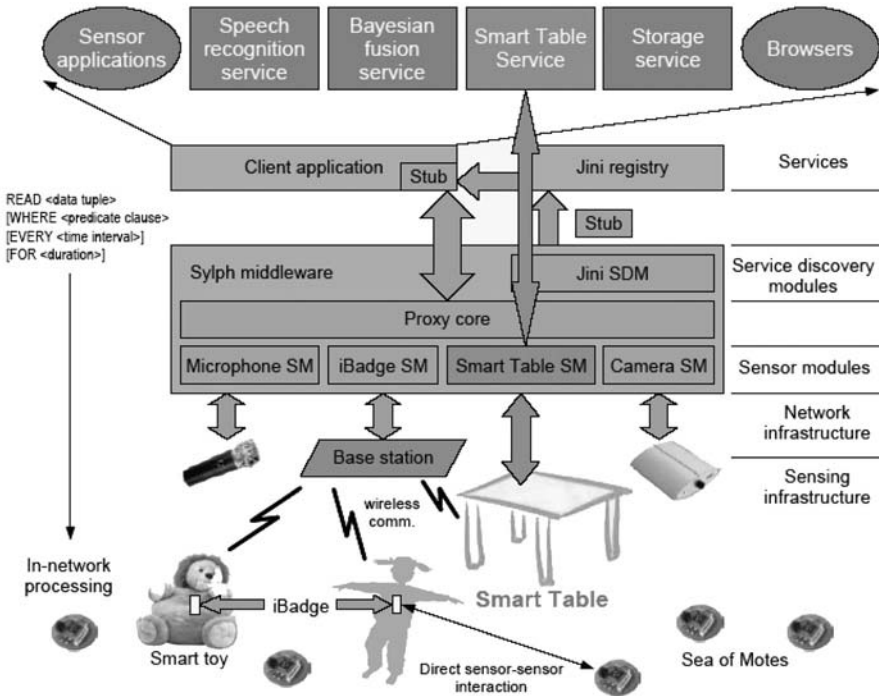 Sensor
applications
Speech
recognition
service
Bayesian
fusion
service
Smart Table
Service
Storage
service
Browsers
Client application
Stub
Jini registry
Services
READ <data tuple>
[WHERE <predicate clause>
[EVERY <time interval>]
[FOR <duration>]
Stub
Sylph middleware
Jini SDM
Service discovery
modules
Proxy core
Microphone SM
iBadge SM
Smart Table SM
Camera SM
Sensor modules
Network
infrastructure
Base station
Sensing
infrastructure
wireless
comm.
In-network
processing
iBadge
Smart Table
Smart toy
Direct sensor-sensor
interaction
Sea of Motes